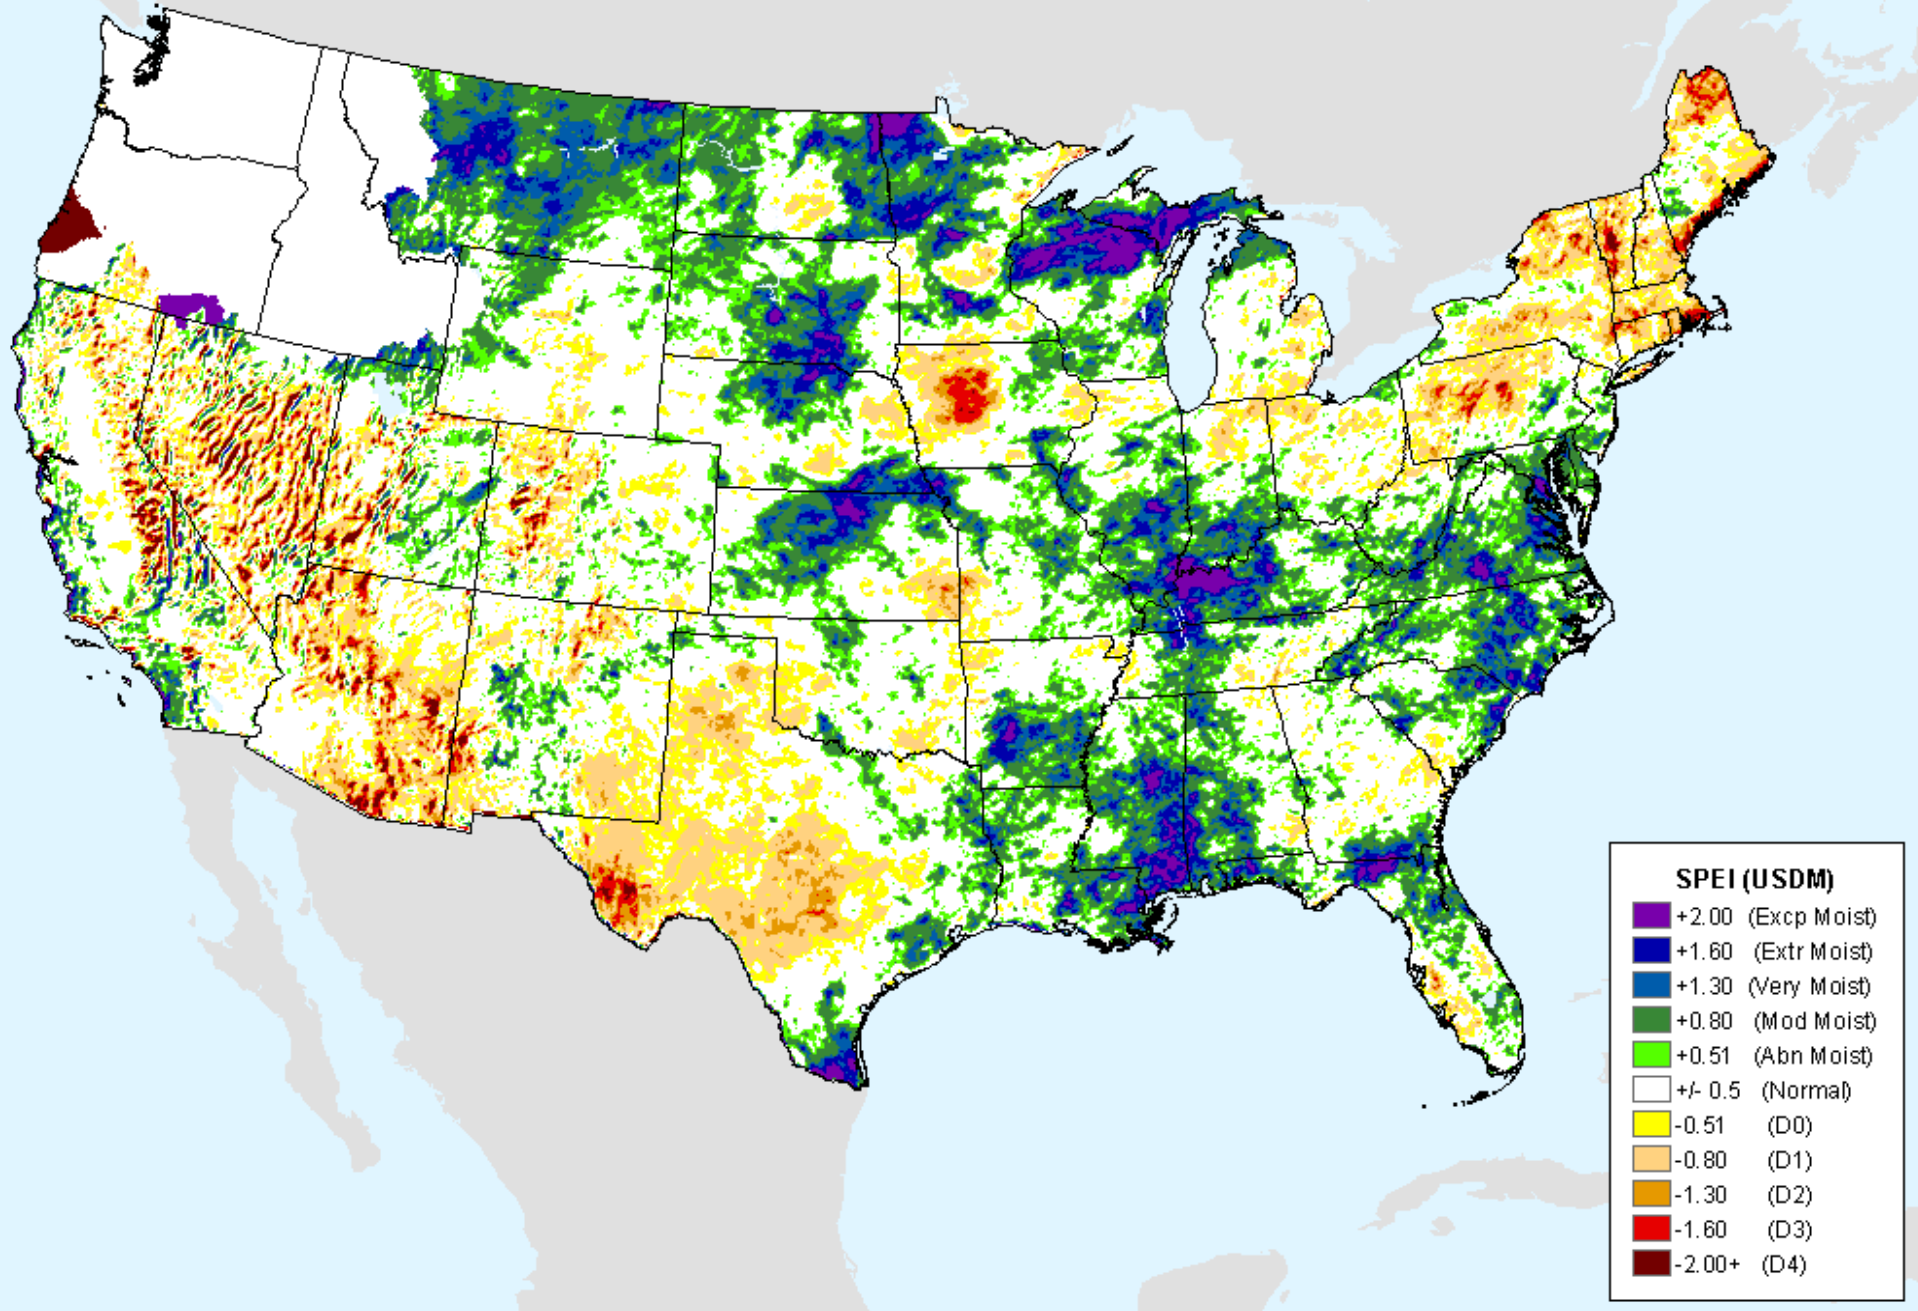 SPEI (USDM)
+2.00 (Excp Moist)
+1.60 (Extr Moist)
+1.30 (Very Moist)
+0.80 (Mod Moist)
+0.51 (Abn Moist)
+/- 0.5 (Normal)
-0.51 (D0)
-0.80 (D1)
-1.30 (D2)
-1.60 (D3)
-2.00+ (D4)